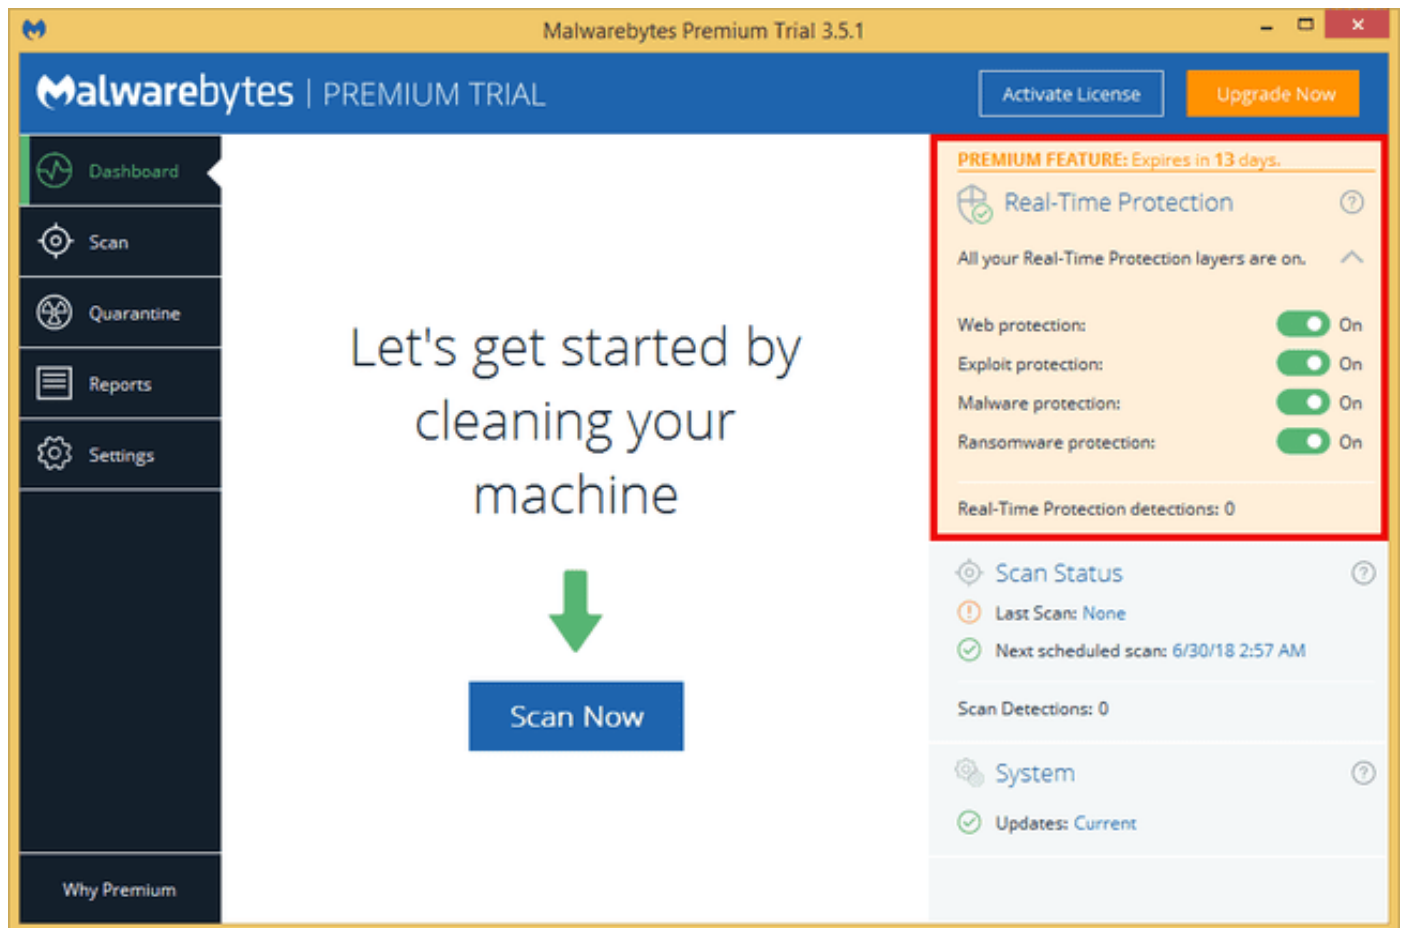 Malwarebytes Premium Trial 3.5.1
Malwarebytes | PREMIUM TRIAL
Activate License
Upgrade Now
Dashboard
Scan
Quarantine
Reports
Settings
Why Premium
Let's get started by
cleaning your
machine
Scan Now
PREMIUM FEATURE: Expires in 13 days.
Real-Time Protection
All your Real-Time Protection layers are on.
Web protection: On
Exploit protection: On
Malware protection: On
Ransomware protection: On
Real-Time Protection detections: 0
Scan Status
Last Scan: None
Next scheduled scan: 6/30/18 2:57 AM
Scan Detections: 0
System
Updates: Current